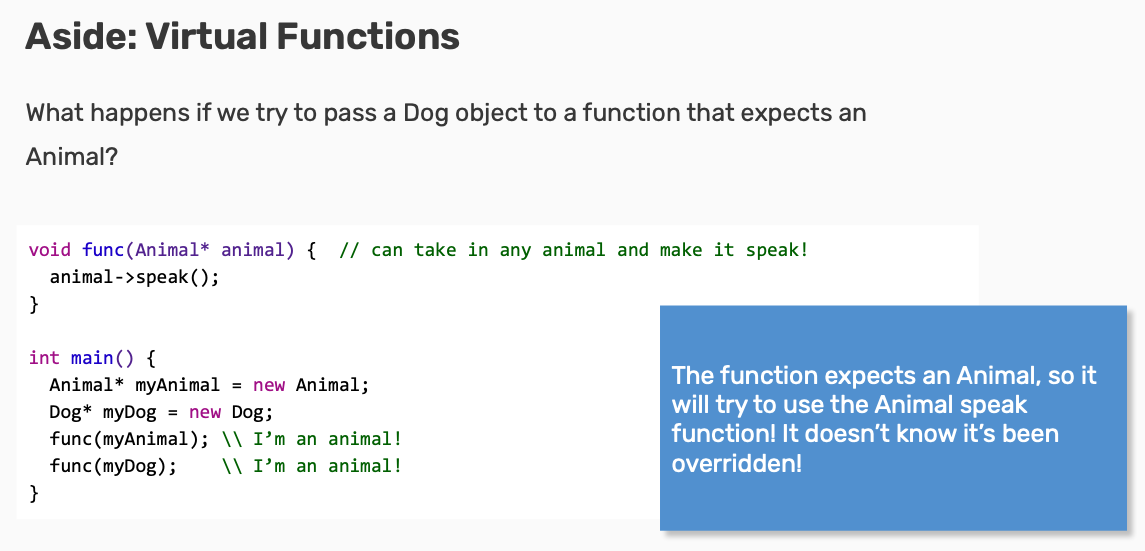 Aside: Virtual Functions
What happens if we try to pass a Dog object to a function that expects an
Animal?
void func(Animal* animal) {  // can take in any animal and make it speak!
  animal->speak();
}
int main() {
  Animal* myAnimal = new Animal;
  Dog* myDog = new Dog;
  func(myAnimal); \\ I’m an animal!
  func(myDog);    \\ I’m an animal!
}
The function expects an Animal, so it
will try to use the Animal speak
function! It doesn’t know it’s been
overridden!